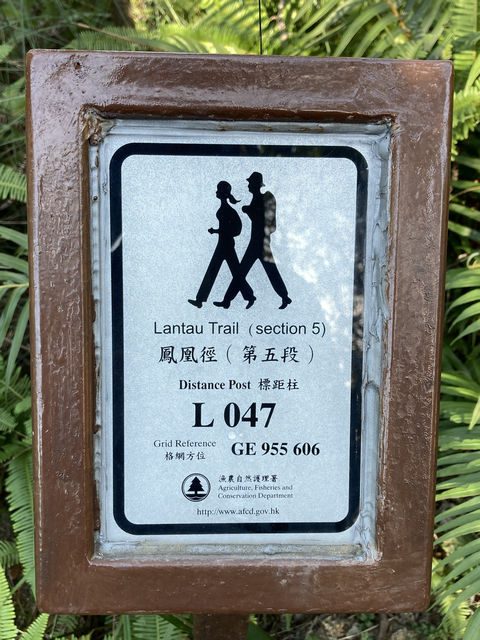 Lantau Trail (section 5)
鳳凰徑(第五段)
Distance Post 標距柱
L 047
Grid Reference
格網方位
GE 955 606
漁農自然護理署
Agriculture, Fisheries and
Conservation Department
http://www.afcd.gov.hk